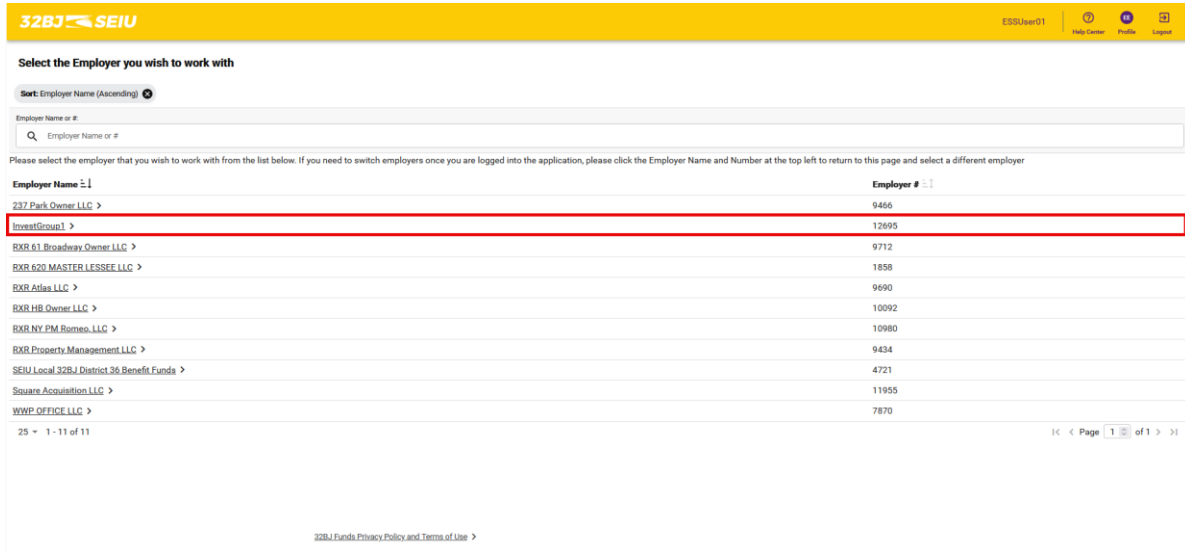 32BJ SEIU
ESSUser01
Help Center
EE
Profile
Logout
Select the Employer you wish to work with
Sort: Employer Name (Ascending)
Employer Name or #:
Employer Name or #
Please select the employer that you wish to work with from the list below. If you need to switch employers once you are logged into the application, please click the Employer Name and Number at the top left to return to this page and select a different employer
Employer Name Employer #
237 Park Owner LLC > 9466
InvestGroup1 > 12695
RXR 61 Broadway Owner LLC > 9712
RXR 620 MASTER LESSEE LLC > 1858
RXR Atlas LLC > 9690
RXR HB Owner LLC > 10092
RXR NY PM Romeo, LLC > 10980
RXR Property Management LLC > 9434
SEIU Local 32BJ District 36 Benefit Funds > 4721
Square Acquisition LLC > 11955
WWP OFFICE LLC > 7870
25 1 - 11 of 11 Page 1 of 1
32BJ Funds Privacy Policy and Terms of Use >